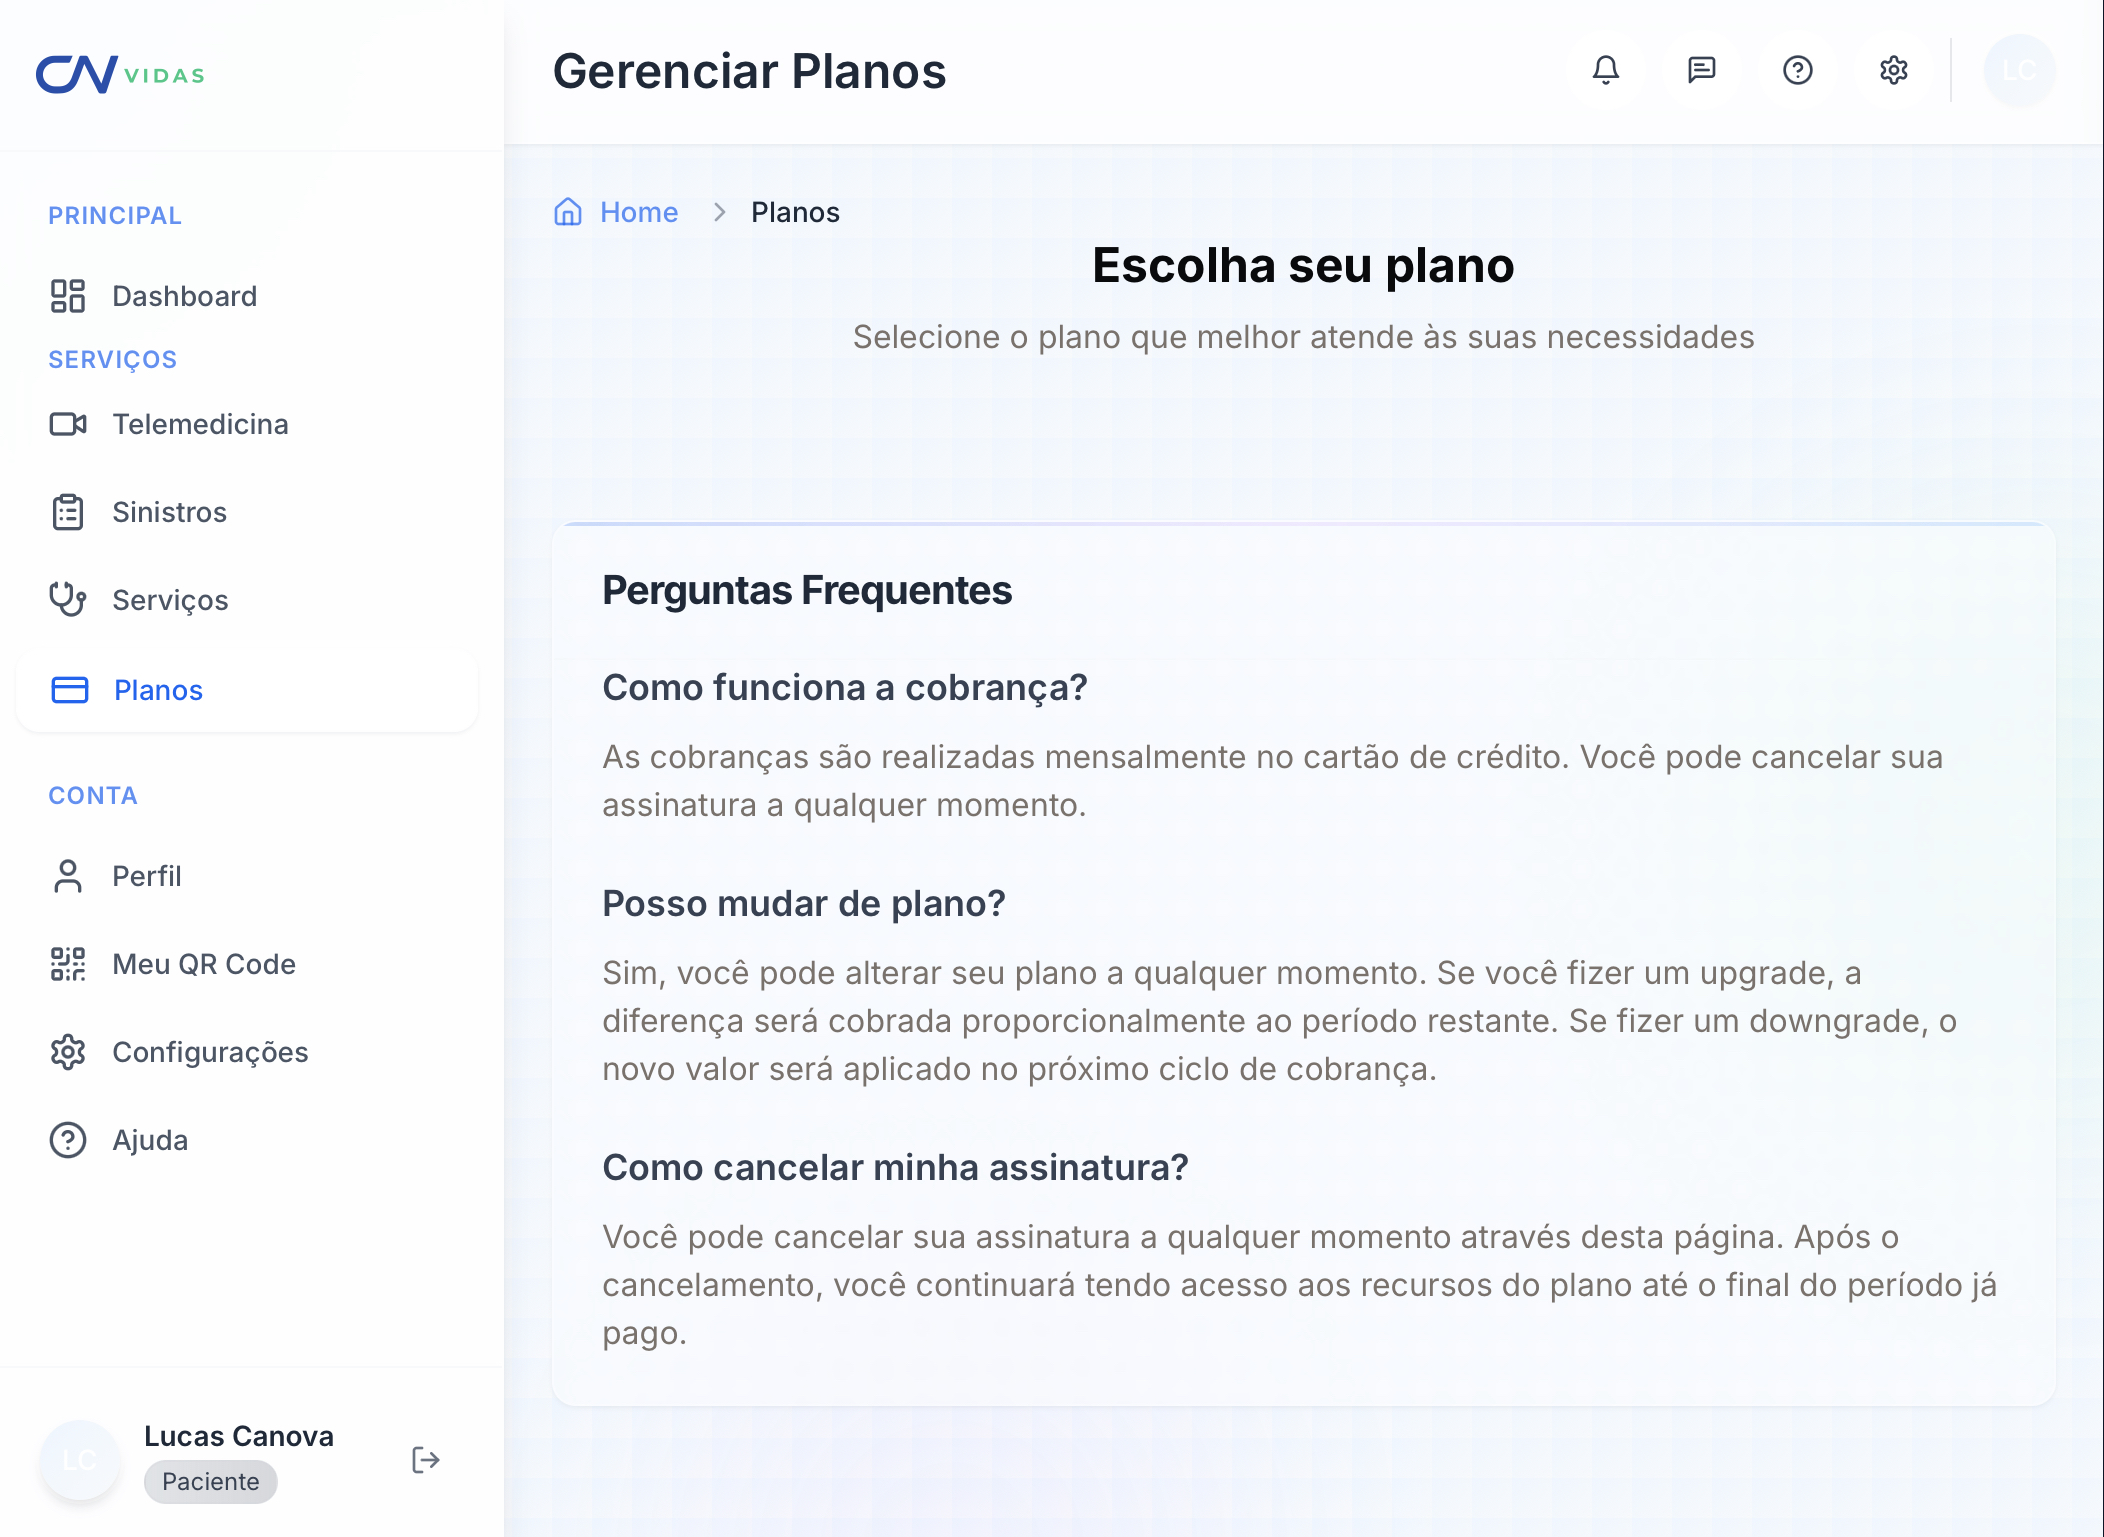 CN VIDAS
Gerenciar Planos
LC
PRINCIPAL
Dashboard
SERVIÇOS
Telemedicina
Sinistros
Serviços
Planos
CONTA
Perfil
Meu QR Code
Configurações
Ajuda
LC
Lucas Canova
Paciente
Home
Planos
Escolha seu plano
Selecione o plano que melhor atende às suas necessidades
Perguntas Frequentes
Como funciona a cobrança?
As cobranças são realizadas mensalmente no cartão de crédito. Você pode cancelar sua
assinatura a qualquer momento.
Posso mudar de plano?
Sim, você pode alterar seu plano a qualquer momento. Se você fizer um upgrade, a
diferença será cobrada proporcionalmente ao período restante. Se fizer um downgrade, o
novo valor será aplicado no próximo ciclo de cobrança.
Como cancelar minha assinatura?
Você pode cancelar sua assinatura a qualquer momento através desta página. Após o
cancelamento, você continuará tendo acesso aos recursos do plano até o final do período já
pago.